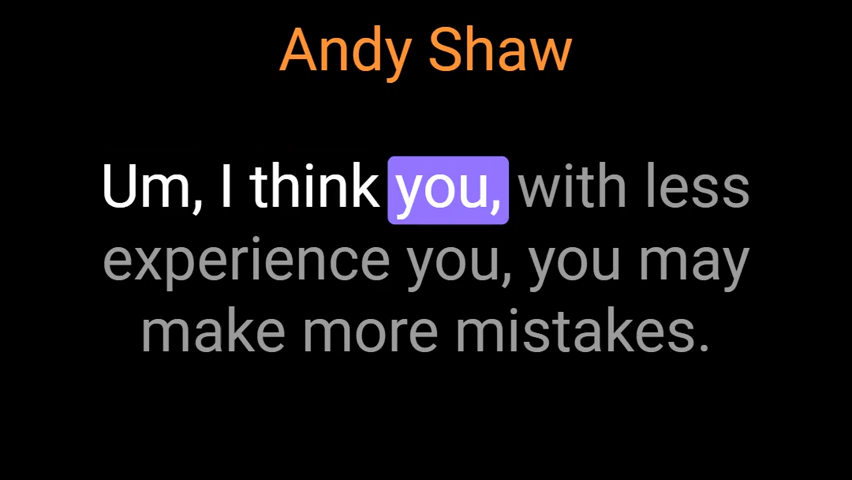 Andy Shaw
Um, I think you, with less
experience you, you may
make more mistakes.